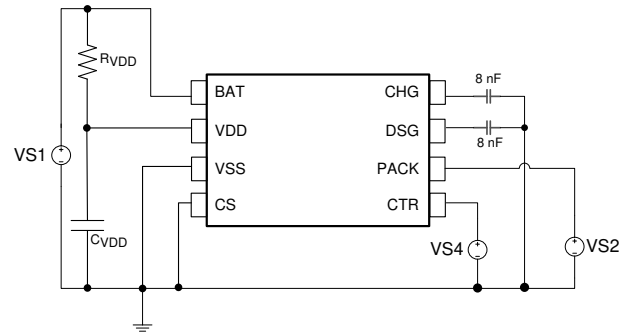 RVDD
8 nF
BAT
CHG
VDD
DSG
8 nF
VS1
VSS
PACK
CS
CTR
CVDD
VS4
VS2